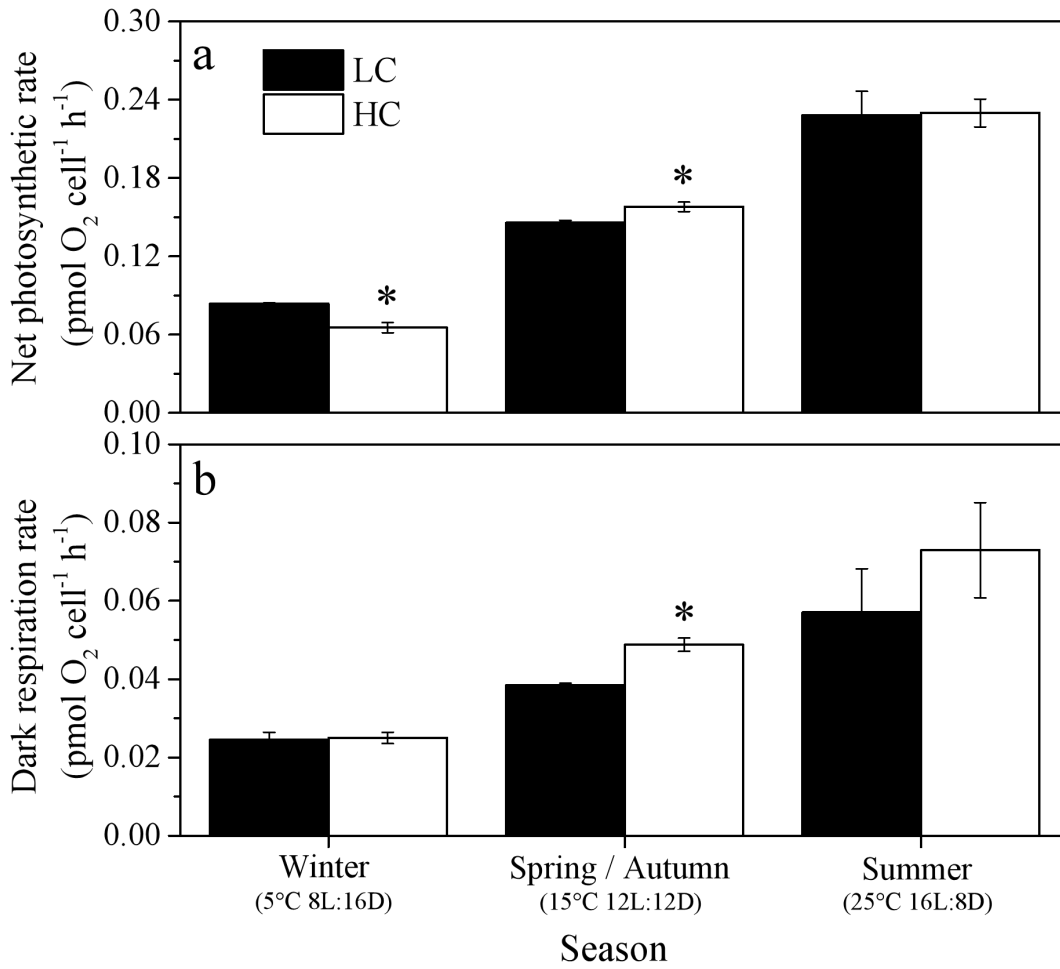 a
LC
HC
Net photosynthetic rate
(pmol O₂ cell⁻¹ h⁻¹)
0.30
0.24
0.18
0.12
0.06
0.00
*
*
b
Dark respiration rate
(pmol O₂ cell⁻¹ h⁻¹)
0.10
0.08
0.06
0.04
0.02
0.00
*
Winter
(5°C 8L:16D)
Spring / Autumn
(15°C 12L:12D)
Summer
(25°C 16L:8D)
Season